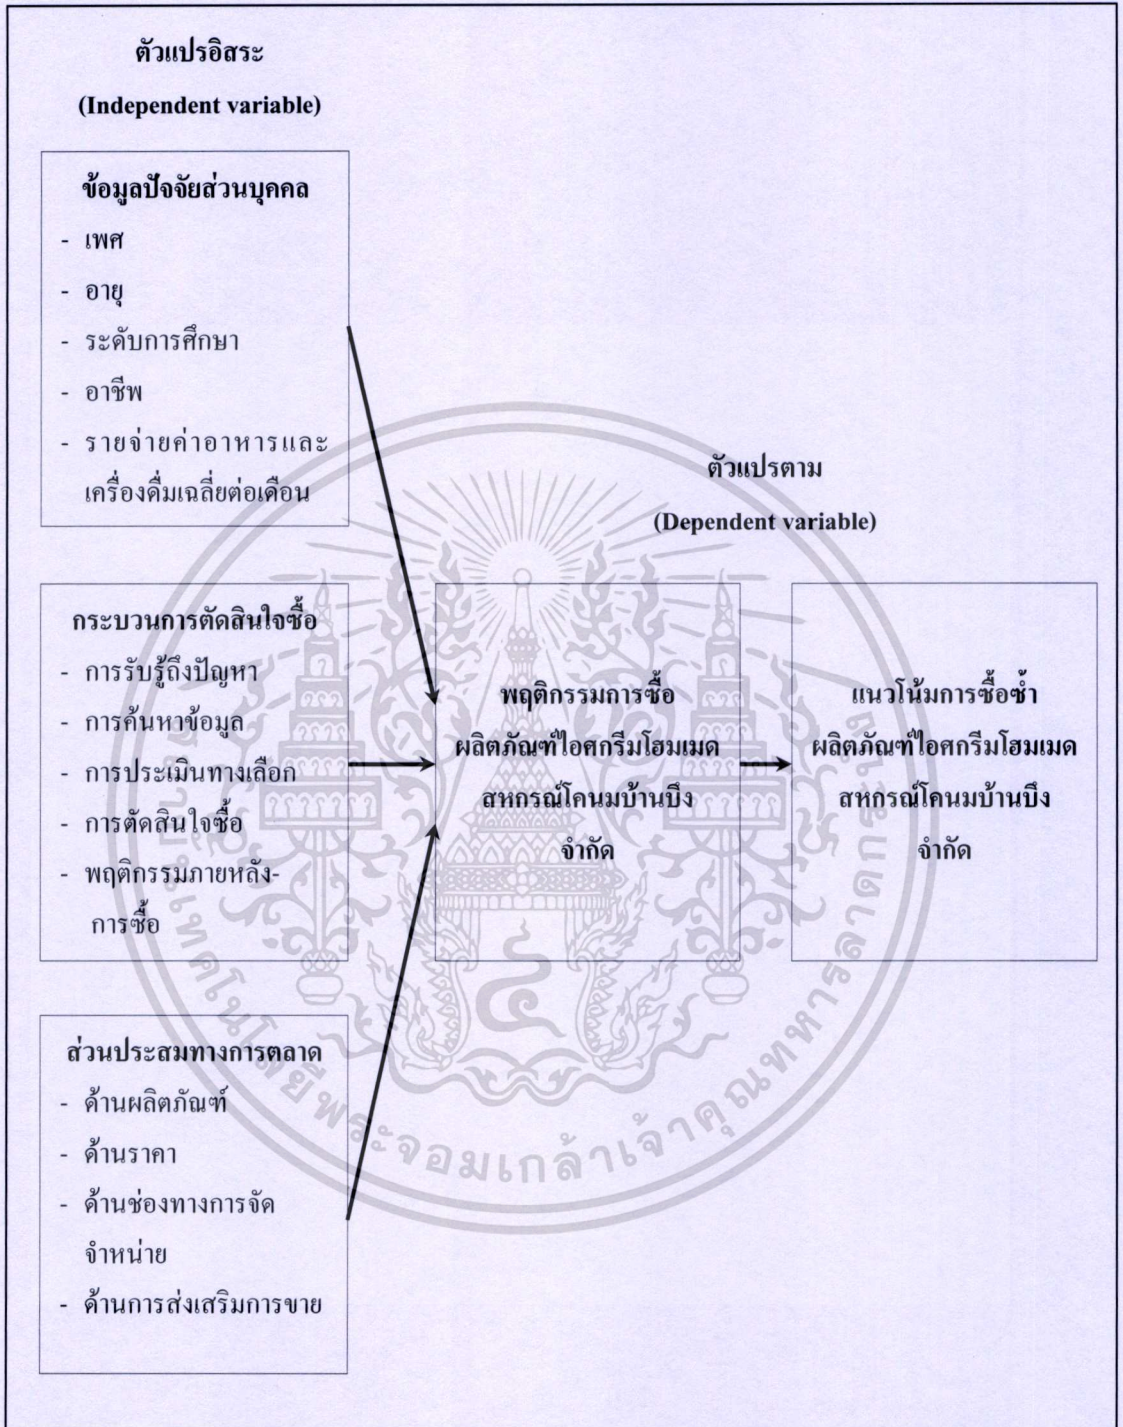 ตัวแปรอิสระ
(Independent variable)
ข้อมูลปัจจัยส่วนบุคคล
- เพศ
- อายุ
- ระดับการศึกษา
- อาชีพ
- รายจ่ายค่าอาหารและ
เครื่องดื่มเฉลี่ยต่อเดือน
ตัวแปรตาม
(Dependent variable)
กระบวนการตัดสินใจซื้อ
- การรับรู้ถึงปัญหา
- การค้นหาข้อมูล
- การประเมินทางเลือก
- การตัดสินใจซื้อ
- พฤติกรรมภายหลัง-
การซื้อ
พฤติกรรมการซื้อ
ผลิตภัณฑ์ไอศกรีมโฮมเมด
สหกรณ์โคนมบ้านบึง
จำกัด
แนวโน้มการซื้อซ้ำ
ผลิตภัณฑ์ไอศกรีมโฮมเมด
สหกรณ์โคนมบ้านบึง
จำกัด
ส่วนประสมทางการตลาด
- ด้านผลิตภัณฑ์
- ด้านราคา
- ด้านช่องทางการจัด
จำหน่าย
- ด้านการส่งเสริมการขาย
พระจอมเกล้าเจ้าคุณทหารลาดกระบัง